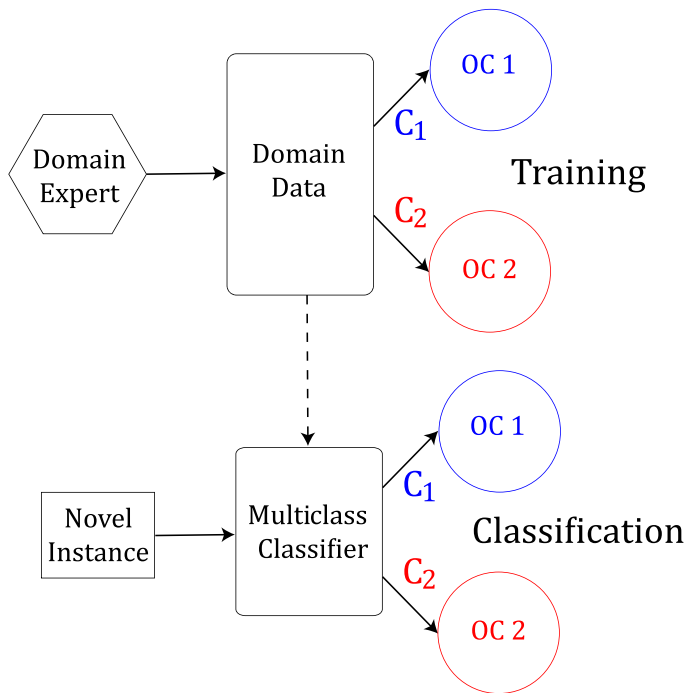 OC 1
C1
Domain
Expert
Domain
Data
Training
C2
OC 2
OC 1
C1
Novel
Instance
Multiclass
Classifier
Classification
C2
OC 2